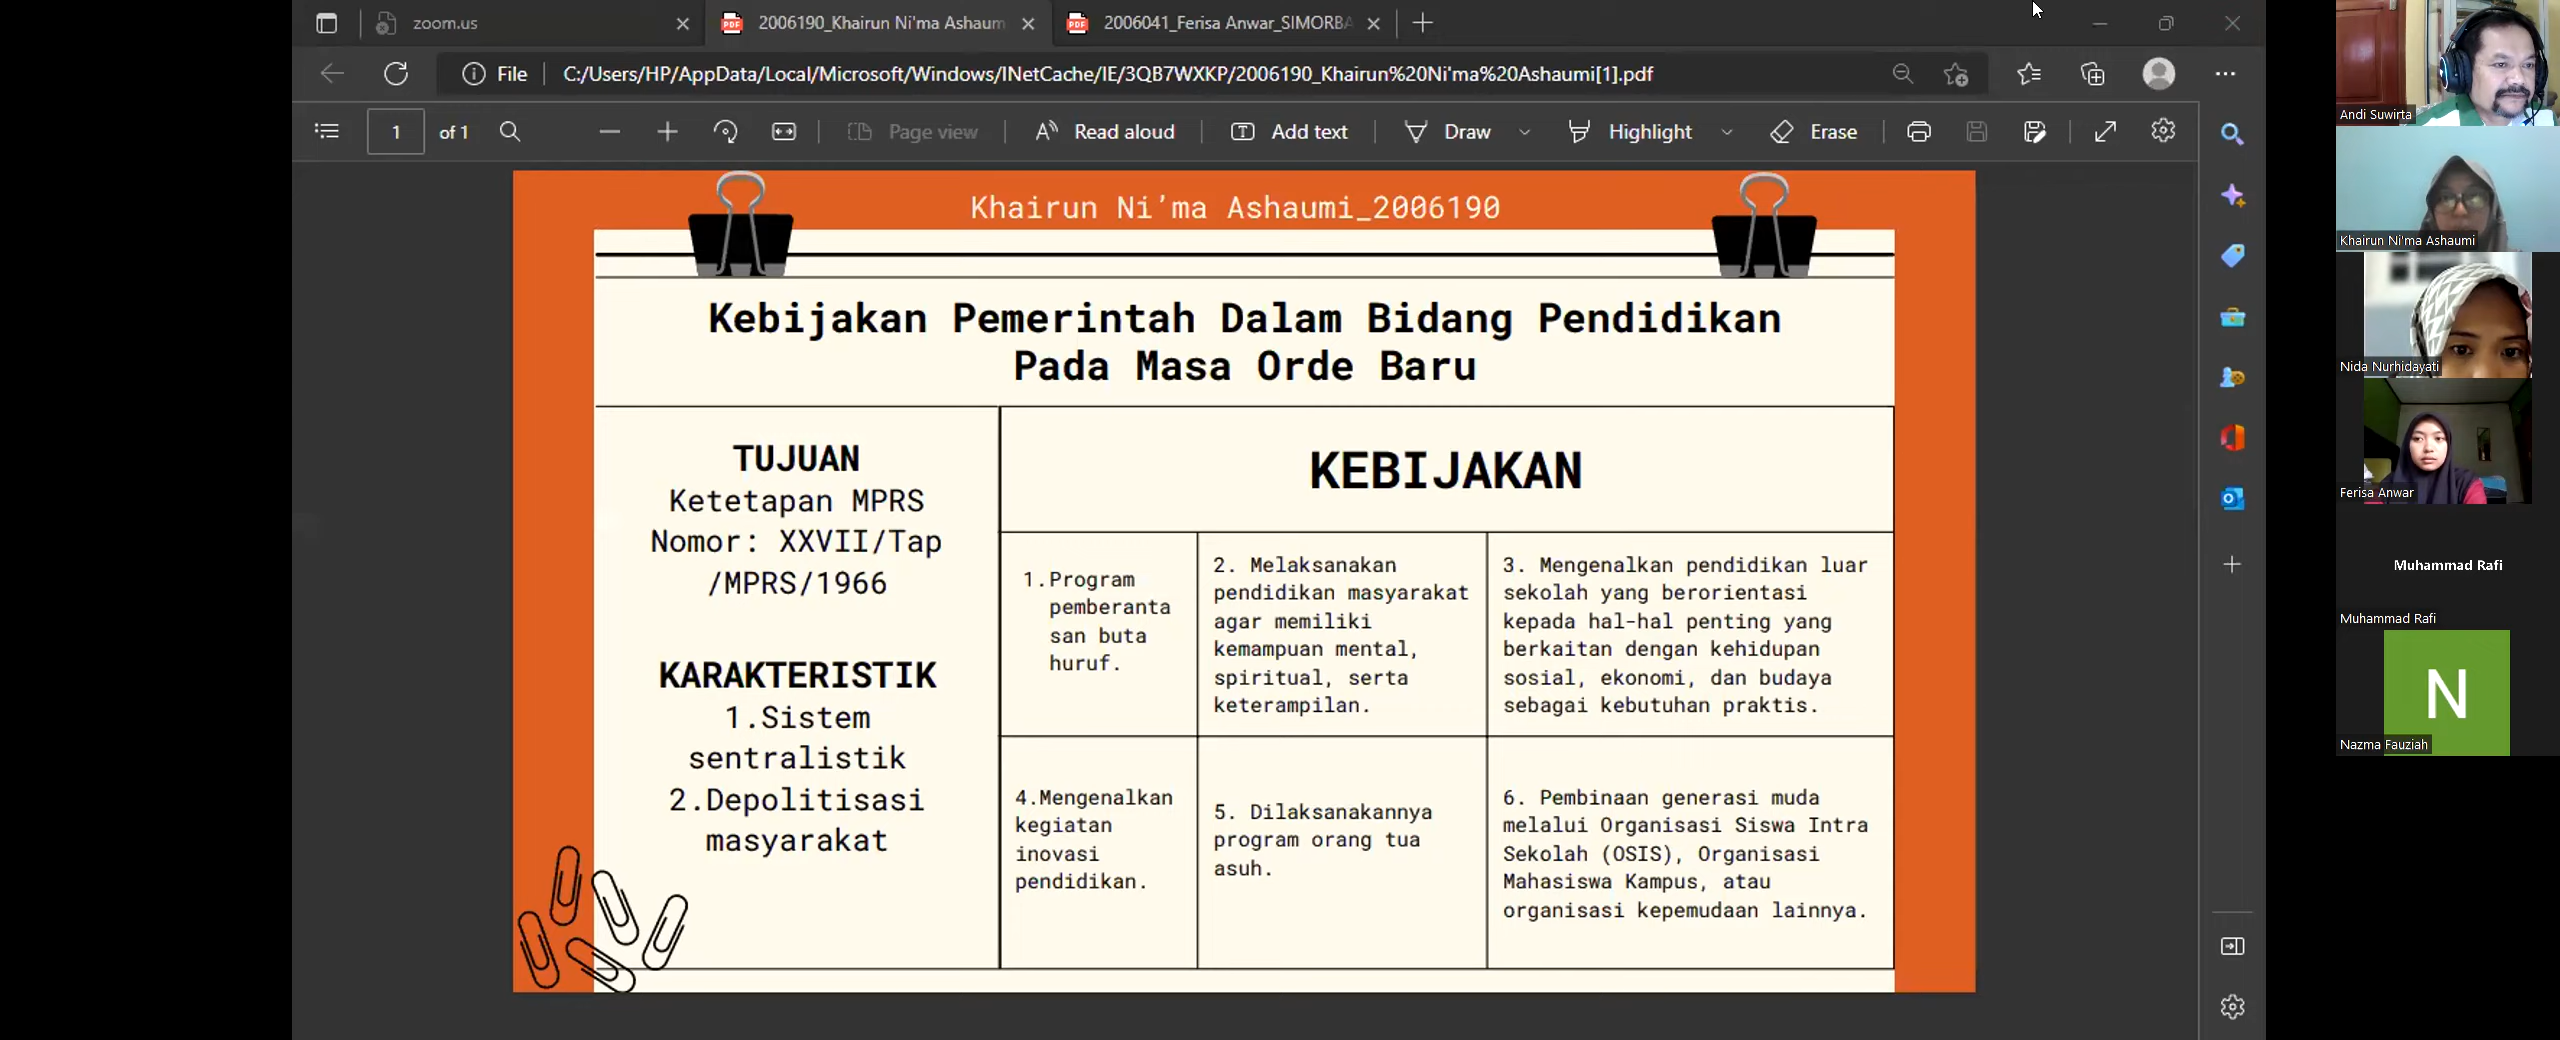 zoom.us
2006190_Khairun Ni'ma Ashaum
2006041_Ferisa Anwar_SIMORBA
File
C:/Users/HP/AppData/Local/Microsoft/Windows/INetCache/IE/3QB7WXKP/2006190_Khairun%20Ni'ma%20Ashaumi[1].pdf
1 of 1
Page view
Read aloud
Add text
Draw
Highlight
Erase
Khairun Ni’ma Ashaumi_2006190
Kebijakan Pemerintah Dalam Bidang Pendidikan
Pada Masa Orde Baru
TUJUAN
Ketetapan MPRS
Nomor: XXVII/Tap
/MPRS/1966
KARAKTERISTIK
1.Sistem
sentralistik
2.Depolitisasi
masyarakat
KEBIJAKAN
1.Program
pemberanta
san buta
huruf.
2. Melaksanakan
pendidikan masyarakat
agar memiliki
kemampuan mental,
spiritual, serta
keterampilan.
3. Mengenalkan pendidikan luar
sekolah yang berorientasi
kepada hal-hal penting yang
berkaitan dengan kehidupan
sosial, ekonomi, dan budaya
sebagai kebutuhan praktis.
4.Mengenalkan
kegiatan
inovasi
pendidikan.
5. Dilaksanakannya
program orang tua
asuh.
6. Pembinaan generasi muda
melalui Organisasi Siswa Intra
Sekolah (OSIS), Organisasi
Mahasiswa Kampus, atau
organisasi kepemudaan lainnya.
Andi Suwirta
Khairun Ni'ma Ashaumi
Nida Nurhidayati
Ferisa Anwar
Muhammad Rafi
Muhammad Rafi
N
Nazma Fauziah